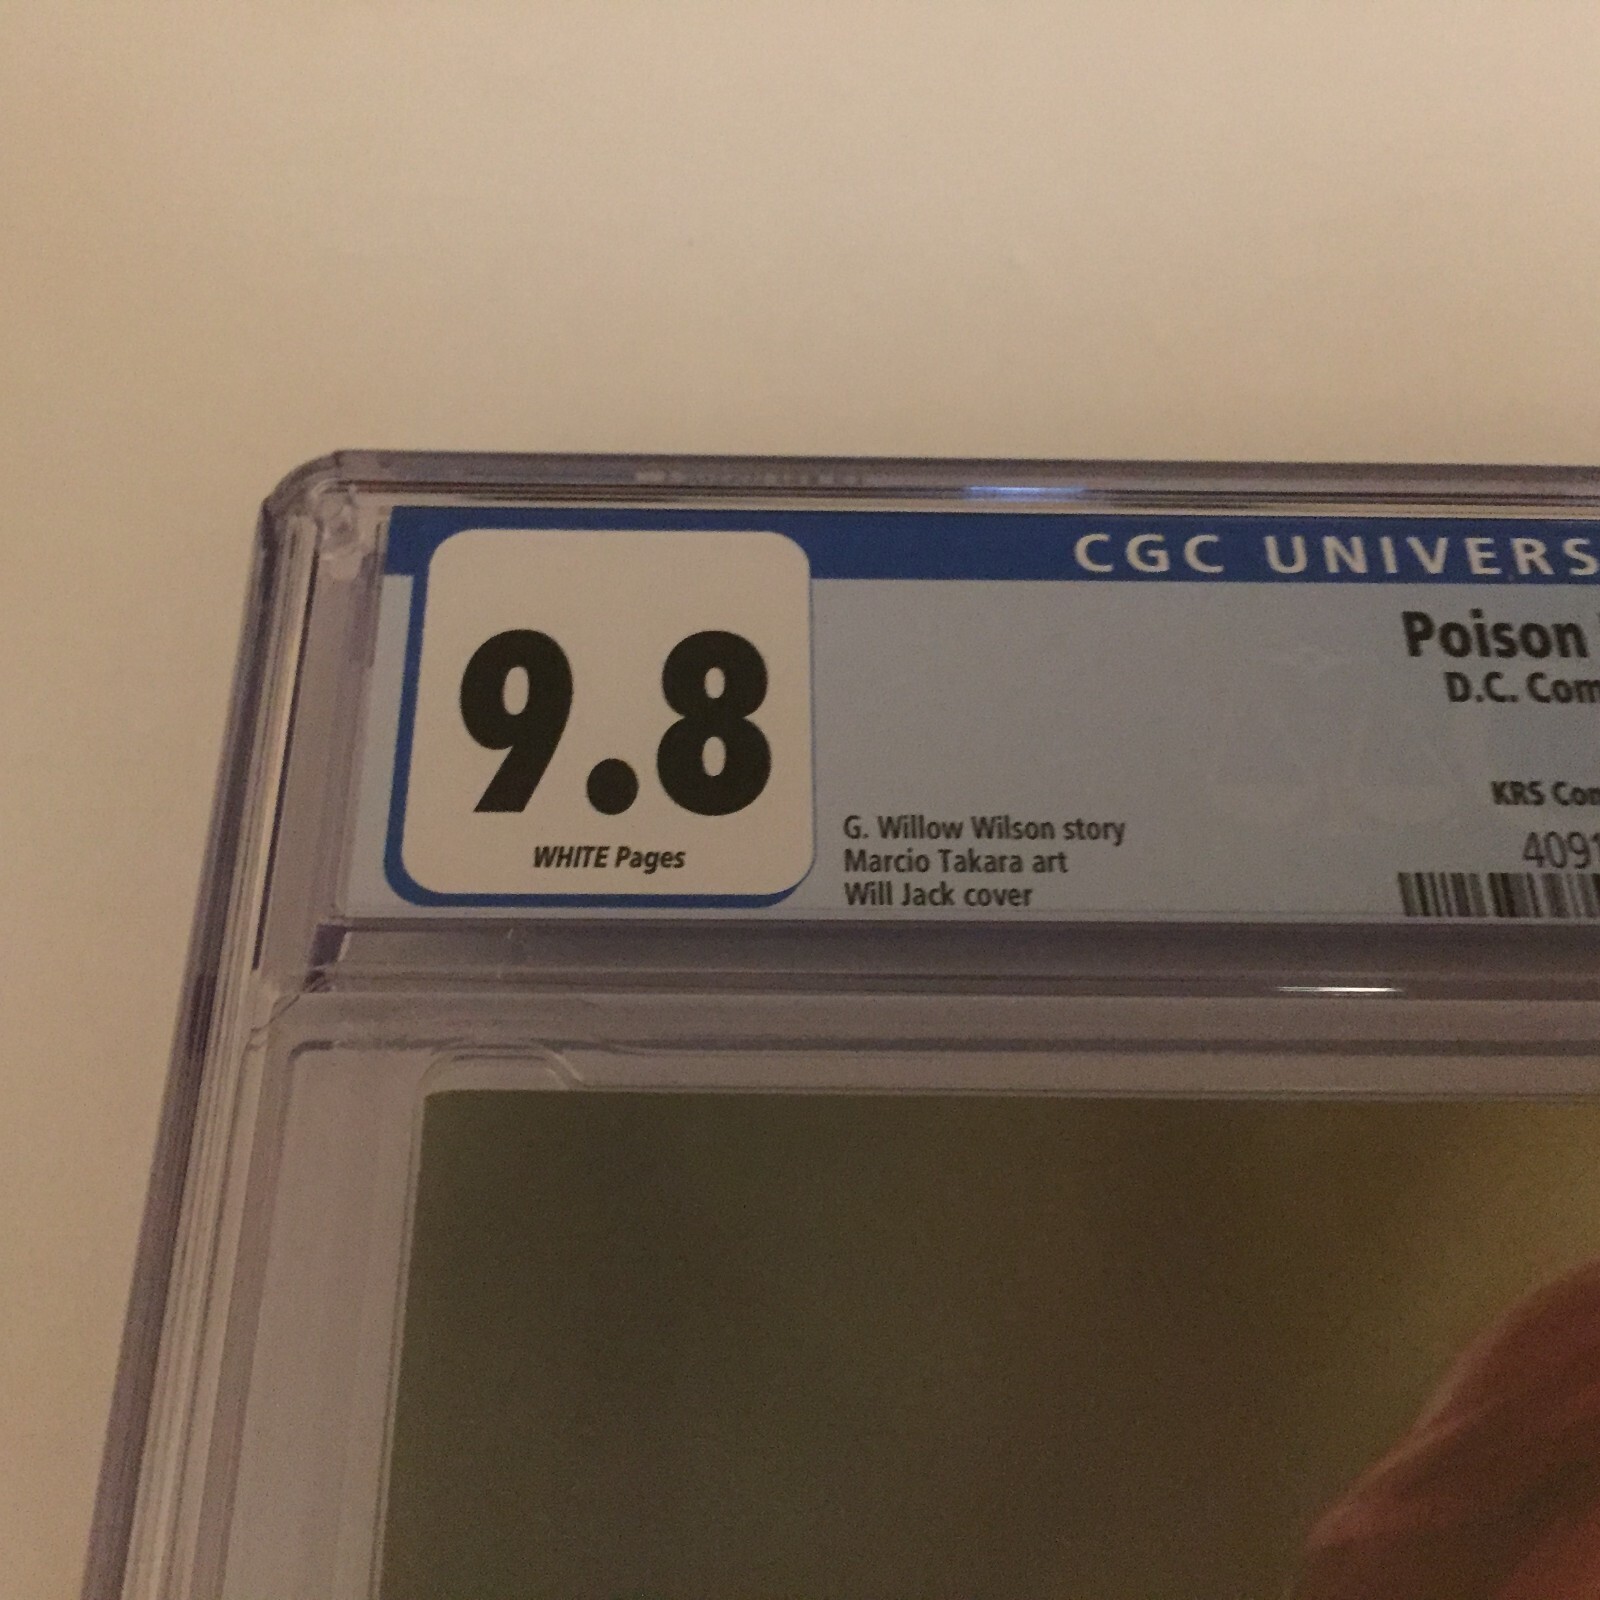 CGC UNIVERS
9.8
WHITE Pages
Poison
D.C. Com
KRS Com
4091
G. Willow Wilson story
Marcio Takara art
Will Jack cover